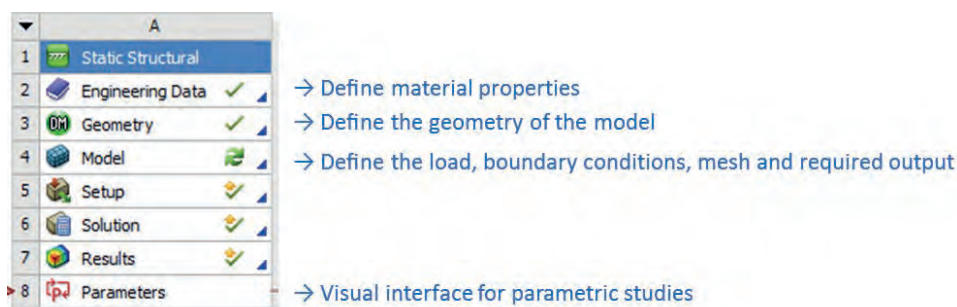 A
1 Static Structural
2 Engineering Data → Define material properties
3 DM Geometry → Define the geometry of the model
4 Model → Define the load, boundary conditions, mesh and required output
5 Setup
6 Solution
7 Results
8 Parameters → Visual interface for parametric studies